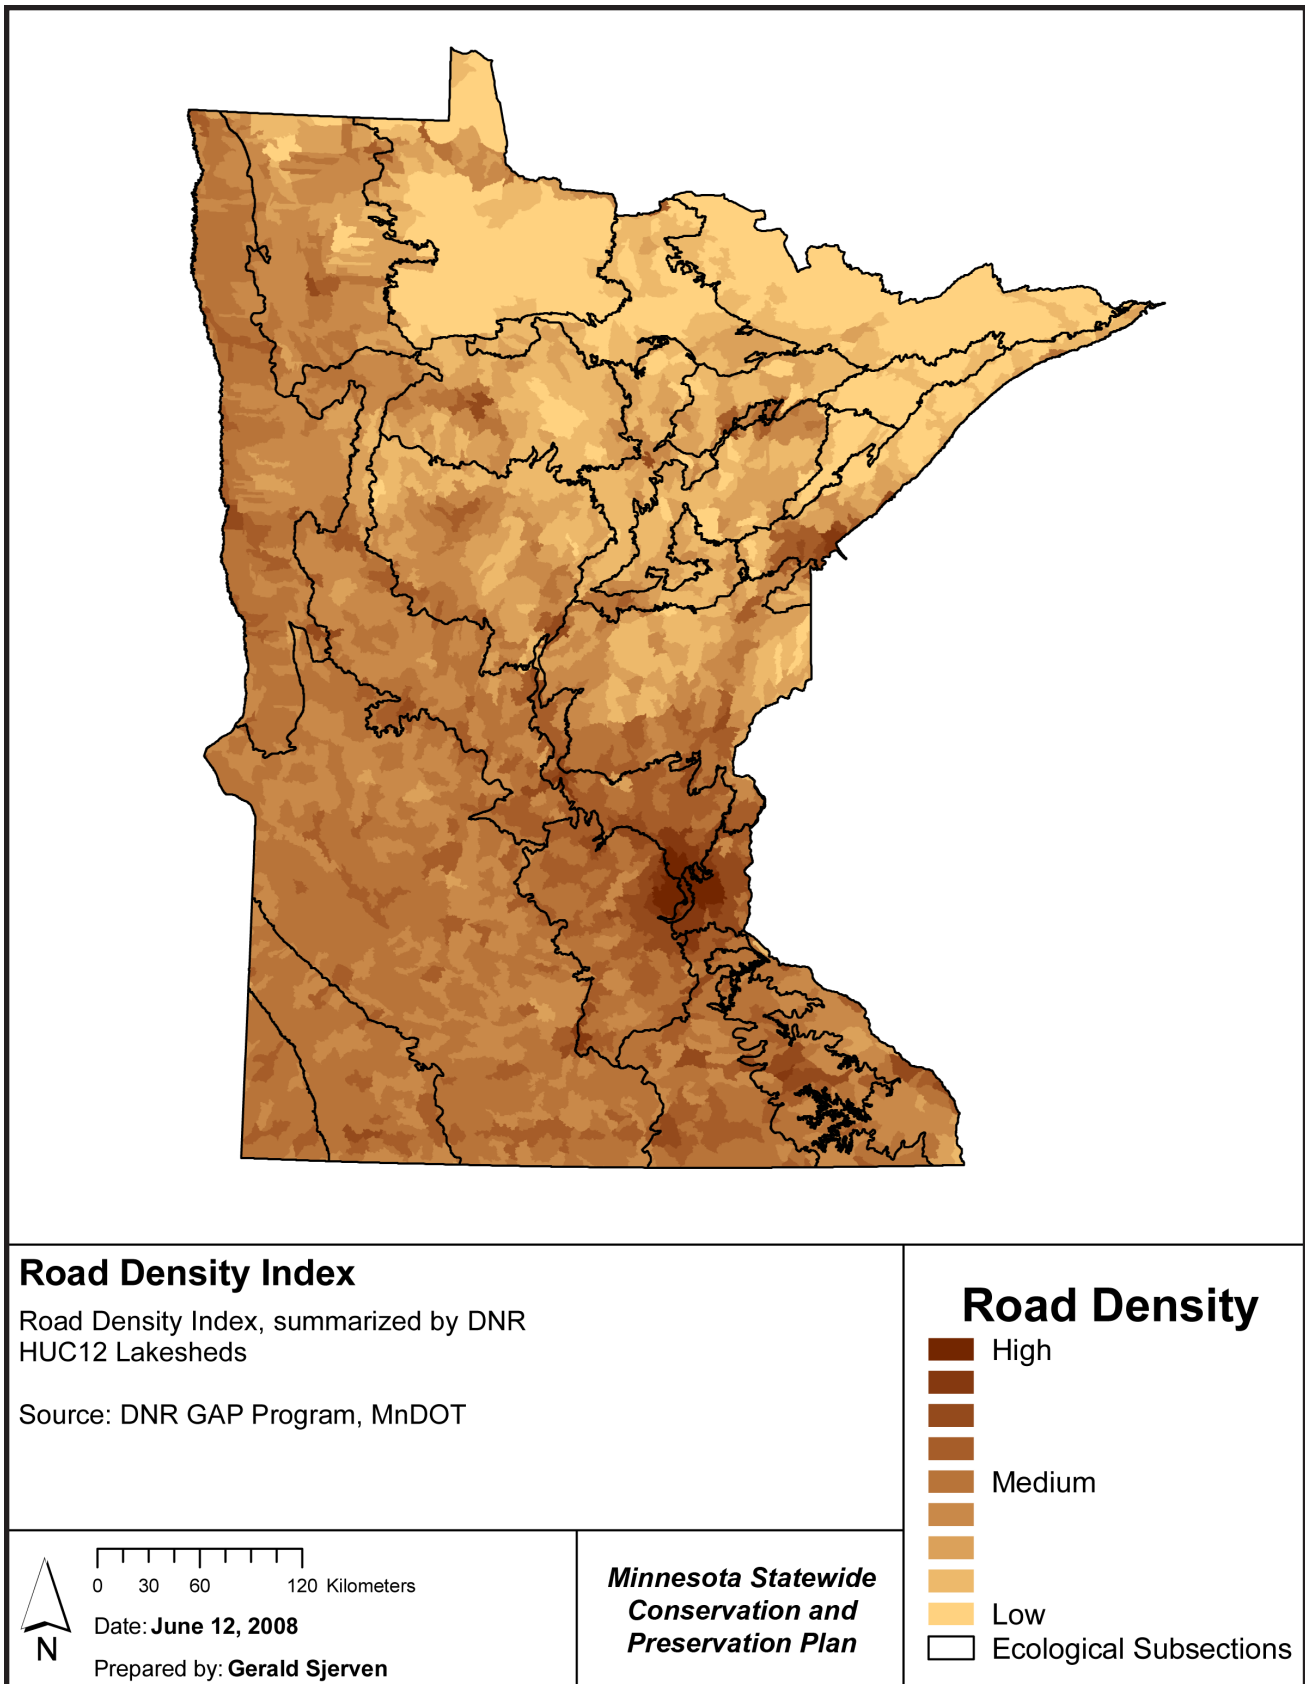 Road Density Index
Road Density Index, summarized by DNR
HUC12 Lakesheds
Source: DNR GAP Program, MnDOT
Road Density
High
Medium
Low
Ecological Subsections
0 30 60 120 Kilometers
Date: June 12, 2008
Prepared by: Gerald Sjerven
N
Minnesota Statewide
Conservation and
Preservation Plan